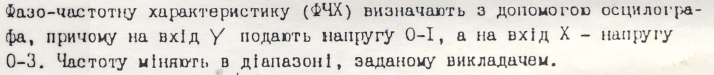 Фазо-частотну характеристику (ФЧХ) визначають з допомогою осцилогра-
фа, причому на вхід Y подають напругу 0-I, а на вхід X – напругу
0-3. Частоту міняють в діапазоні, заданому викладачем.